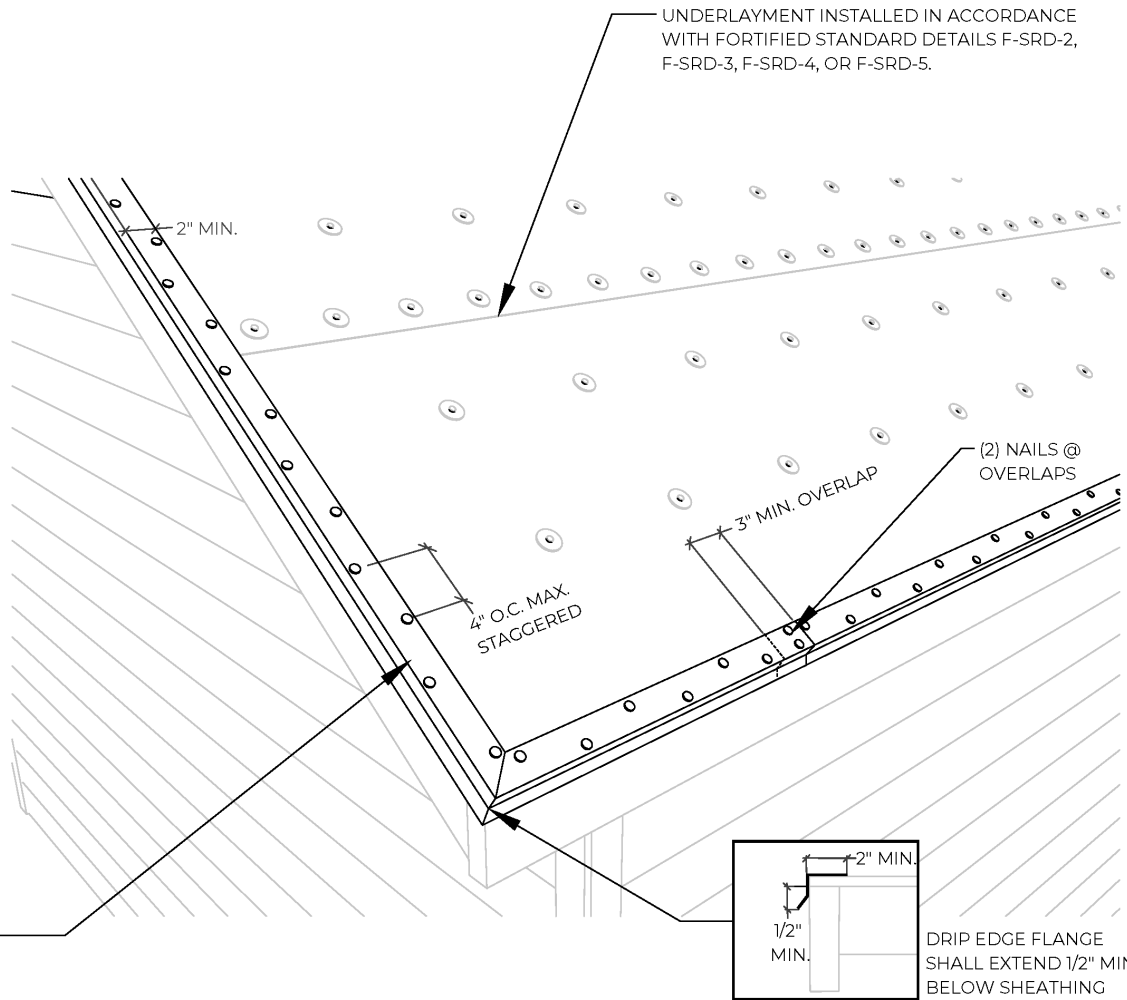 UNDERLAYMENT INSTALLED IN ACCORDANCE
WITH FORTIFIED STANDARD DETAILS F-SRD-2,
F-SRD-3, F-SRD-4, OR F-SRD-5.
2" MIN.
(2) NAILS @
OVERLAPS
3" MIN. OVERLAP
4" O.C. MAX.
STAGGERED
2" MIN.
1/2"
MIN.
DRIP EDGE FLANGE
SHALL EXTEND 1/2" MIN
BELOW SHEATHING